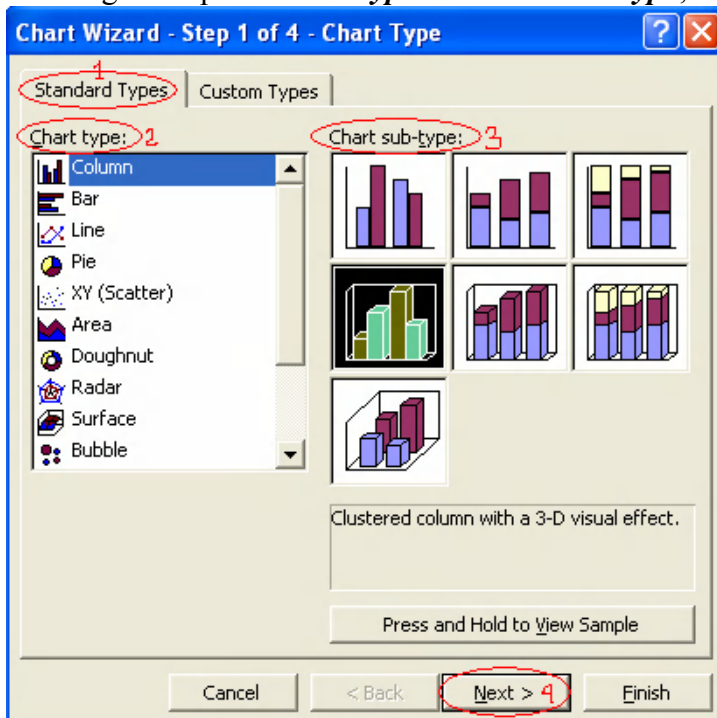 Chart Wizard - Step 1 of 4 - Chart Type
1
Standard Types
Custom Types
Chart type: 2
Chart sub-type: 3
Column
Bar
Line
Pie
XY (Scatter)
Area
Doughnut
Radar
Surface
Bubble
Clustered column with a 3-D visual effect.
Press and Hold to View Sample
Cancel
< Back
Next > 4
Finish